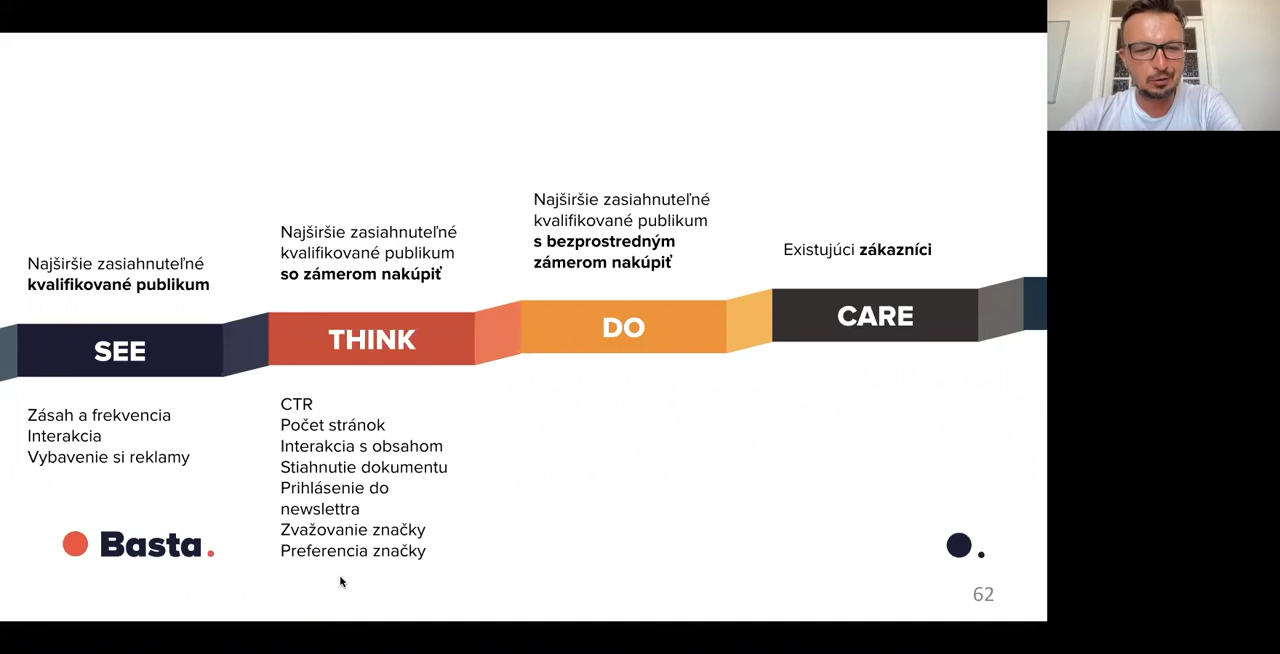 Najširšie zasiahnuteľné
kvalifikované publikum
SEE
Zásah a frekvencia
Interakcia
Vybavenie si reklamy
Najširšie zasiahnuteľné
kvalifikované publikum
so zámerom nakúpiť
THINK
CTR
Počet stránok
Interakcia s obsahom
Stiahnutie dokumentu
Prihlásenie do
newslettra
Zvažovanie značky
Preferencia značky
Najširšie zasiahnuteľné
kvalifikované publikum
s bezprostredným
zámerom nakúpiť
DO
Existujúci zákazníci
CARE
Basta.
62